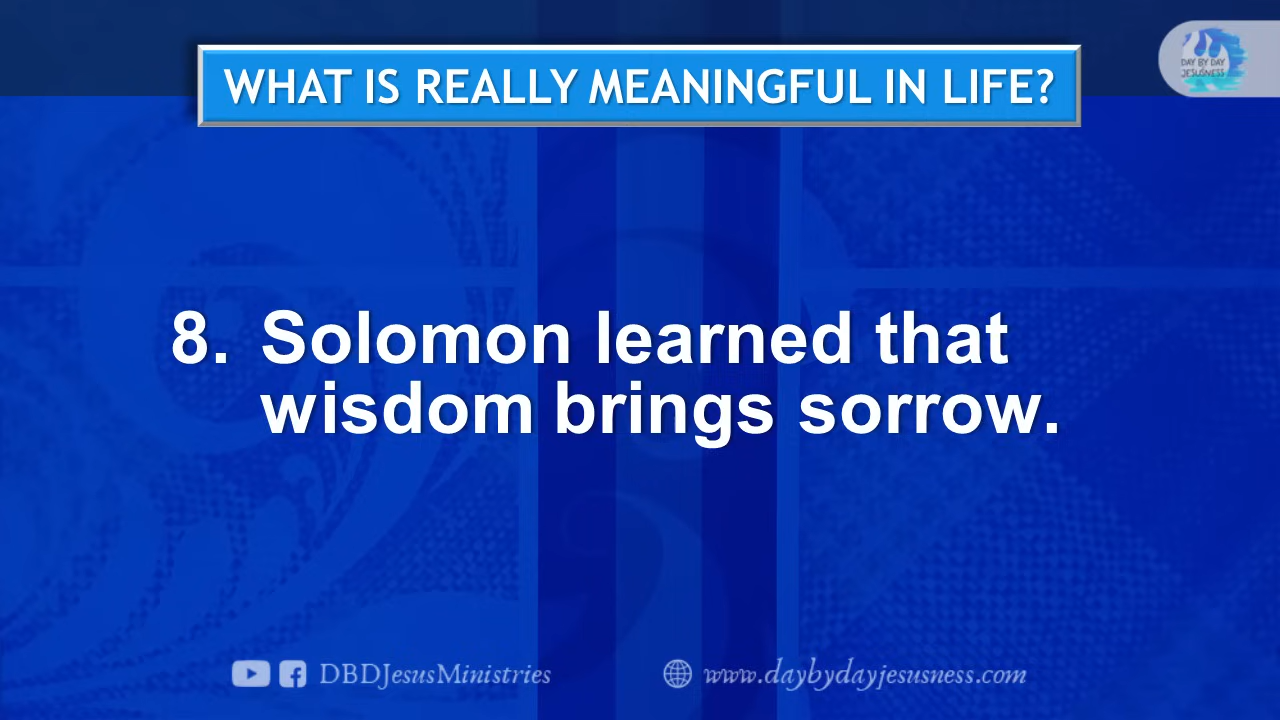 WHAT IS REALLY MEANINGFUL IN LIFE?
DAY BY DAY
JESUSNESS
8. Solomon learned that
wisdom brings sorrow.
DBDJesusMinistries
www.daybydayjesusness.com